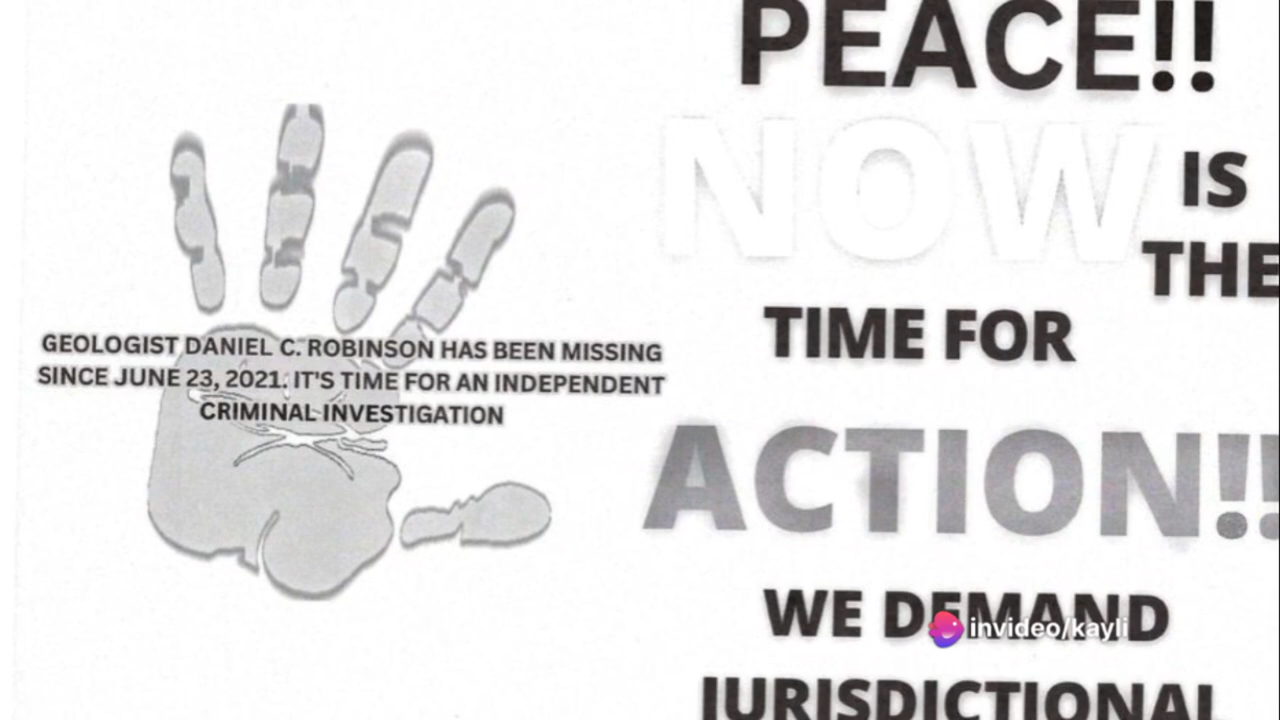 GEOLOGIST DANIEL C. ROBINSON HAS BEEN MISSING
SINCE JUNE 23, 2021. IT'S TIME FOR AN INDEPENDENT
CRIMINAL INVESTIGATION
PEACE!!
NOW IS
THE
TIME FOR
ACTION!!
WE DEMAND
JURISDICTIONAL
invideo/kayli